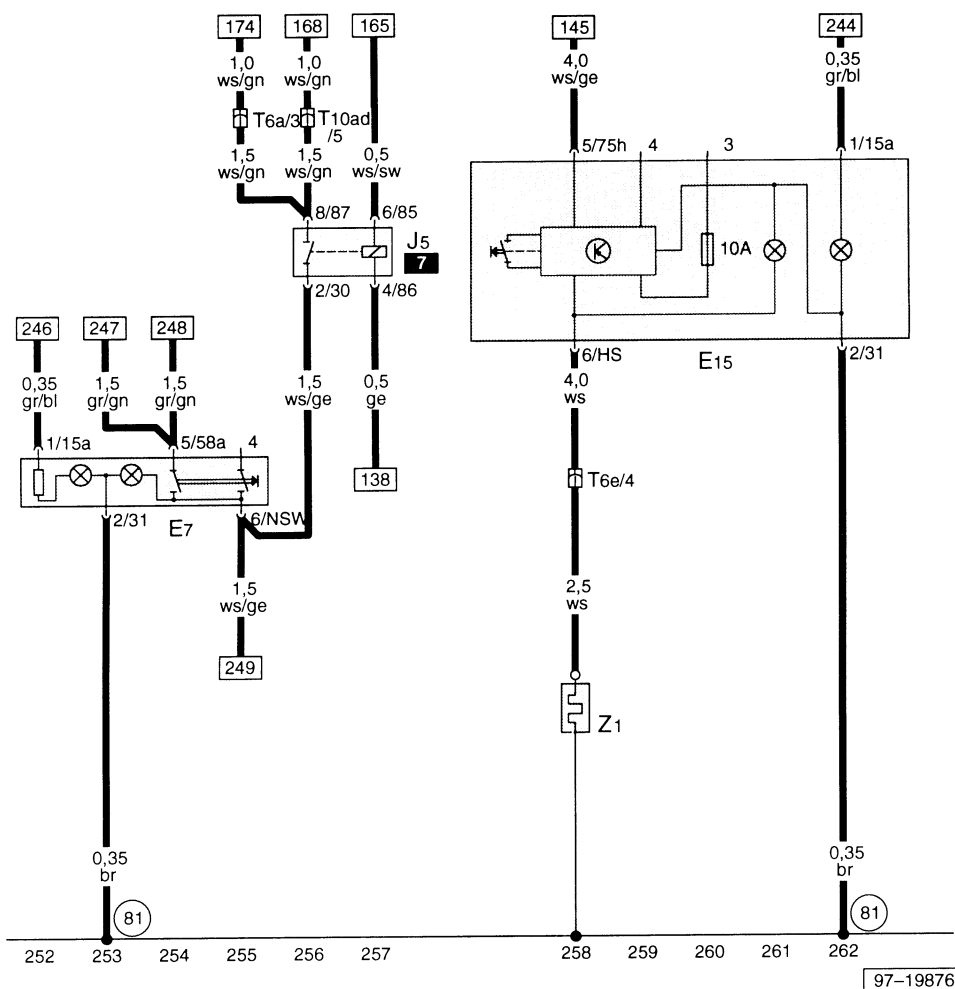 174 168 165 145 244
1,0 1,0 4,0 0,35
ws/gn ws/gn ws/ge gr/bl
T6a/3 T10ad
/5
1,5 1,5 0,5
ws/gn ws/gn ws/sw
5/75h 4 3 1/15a
8/87 6/85
J5
7
10A
2/30 4/86
246 247 248
6/HS E15 2/31
0,35 1,5 1,5 1,5 0,5 4,0
gr/bl gr/gn gr/gn ws/ge ge ws
1/15a 5/58a 4
138 T6e/4
2/31 E7 6/NSW
1,5 2,5
ws/ge ws
249
Z1
0,35 0,35
br br
81 81
252 253 254 255 256 257 258 259 260 261 262
97-19876